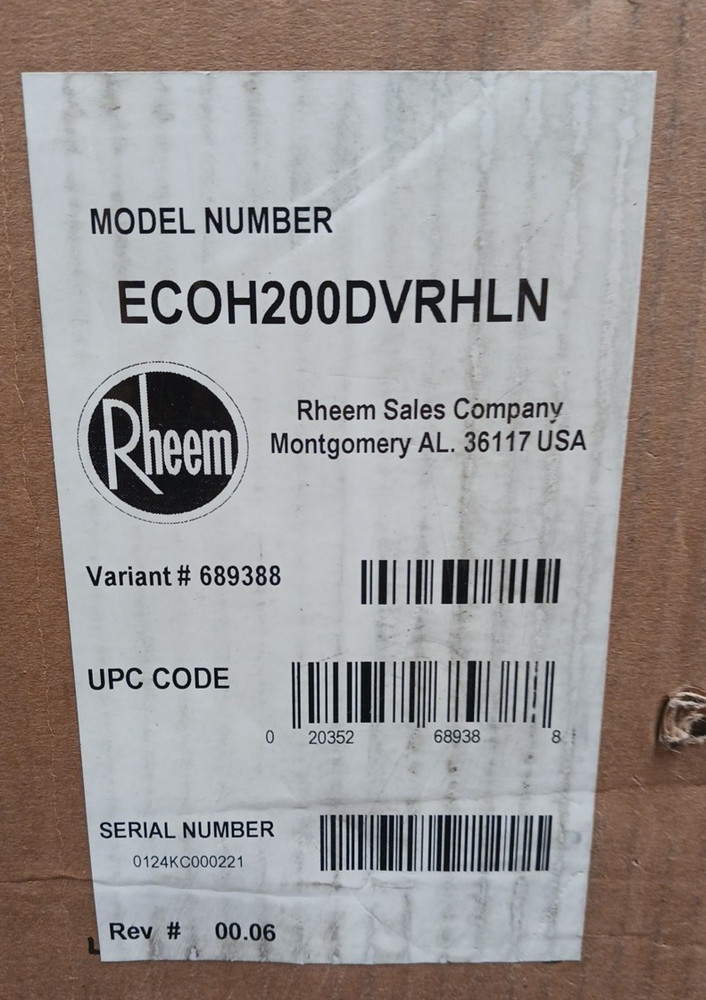 MODEL NUMBER
ECOH200DVRHLN
Rheem
Rheem Sales Company
Montgomery AL. 36117 USA
Variant # 689388
UPC CODE
0 20352 68938 8
SERIAL NUMBER
0124KC000221
Rev # 00.06